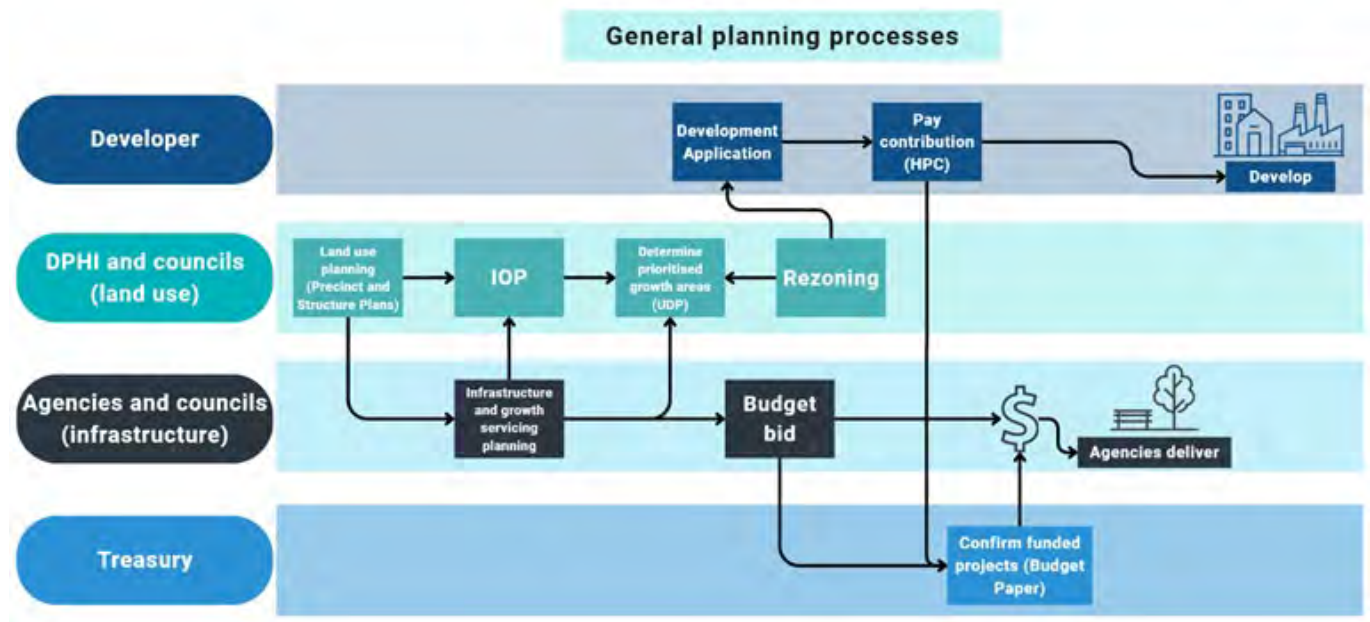 General planning processes
Developer
Development
Application
Pay
contribution
(HPC)
Develop
DPHI and councils
(land use)
Land use
planning
(Precinct and
Structure Plans)
IOP
Determine
prioritised
growth areas
(UDP)
Rezoning
Agencies and councils
(infrastructure)
Infrastructure
and growth
servicing
planning
Budget
bid
$
Agencies deliver
Treasury
Confirm funded
projects (Budget
Paper)